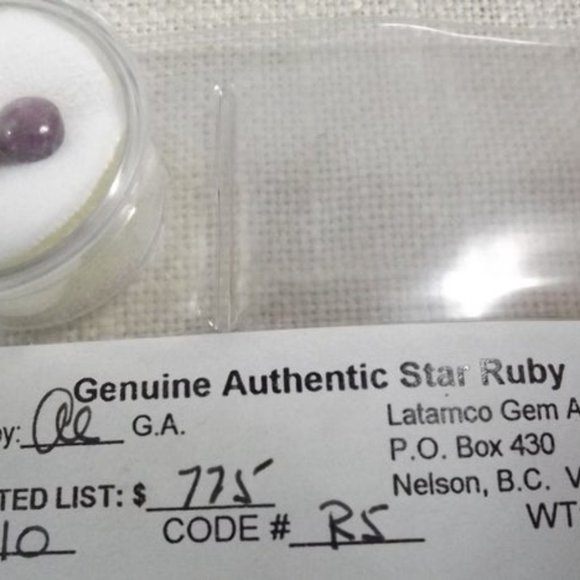 Genuine Authentic Star Ruby
y: G.A.
Latamco Gem A
P.O. Box 430
Nelson, B.C. V
TED LIST: $ 775
10 CODE # R5
WT